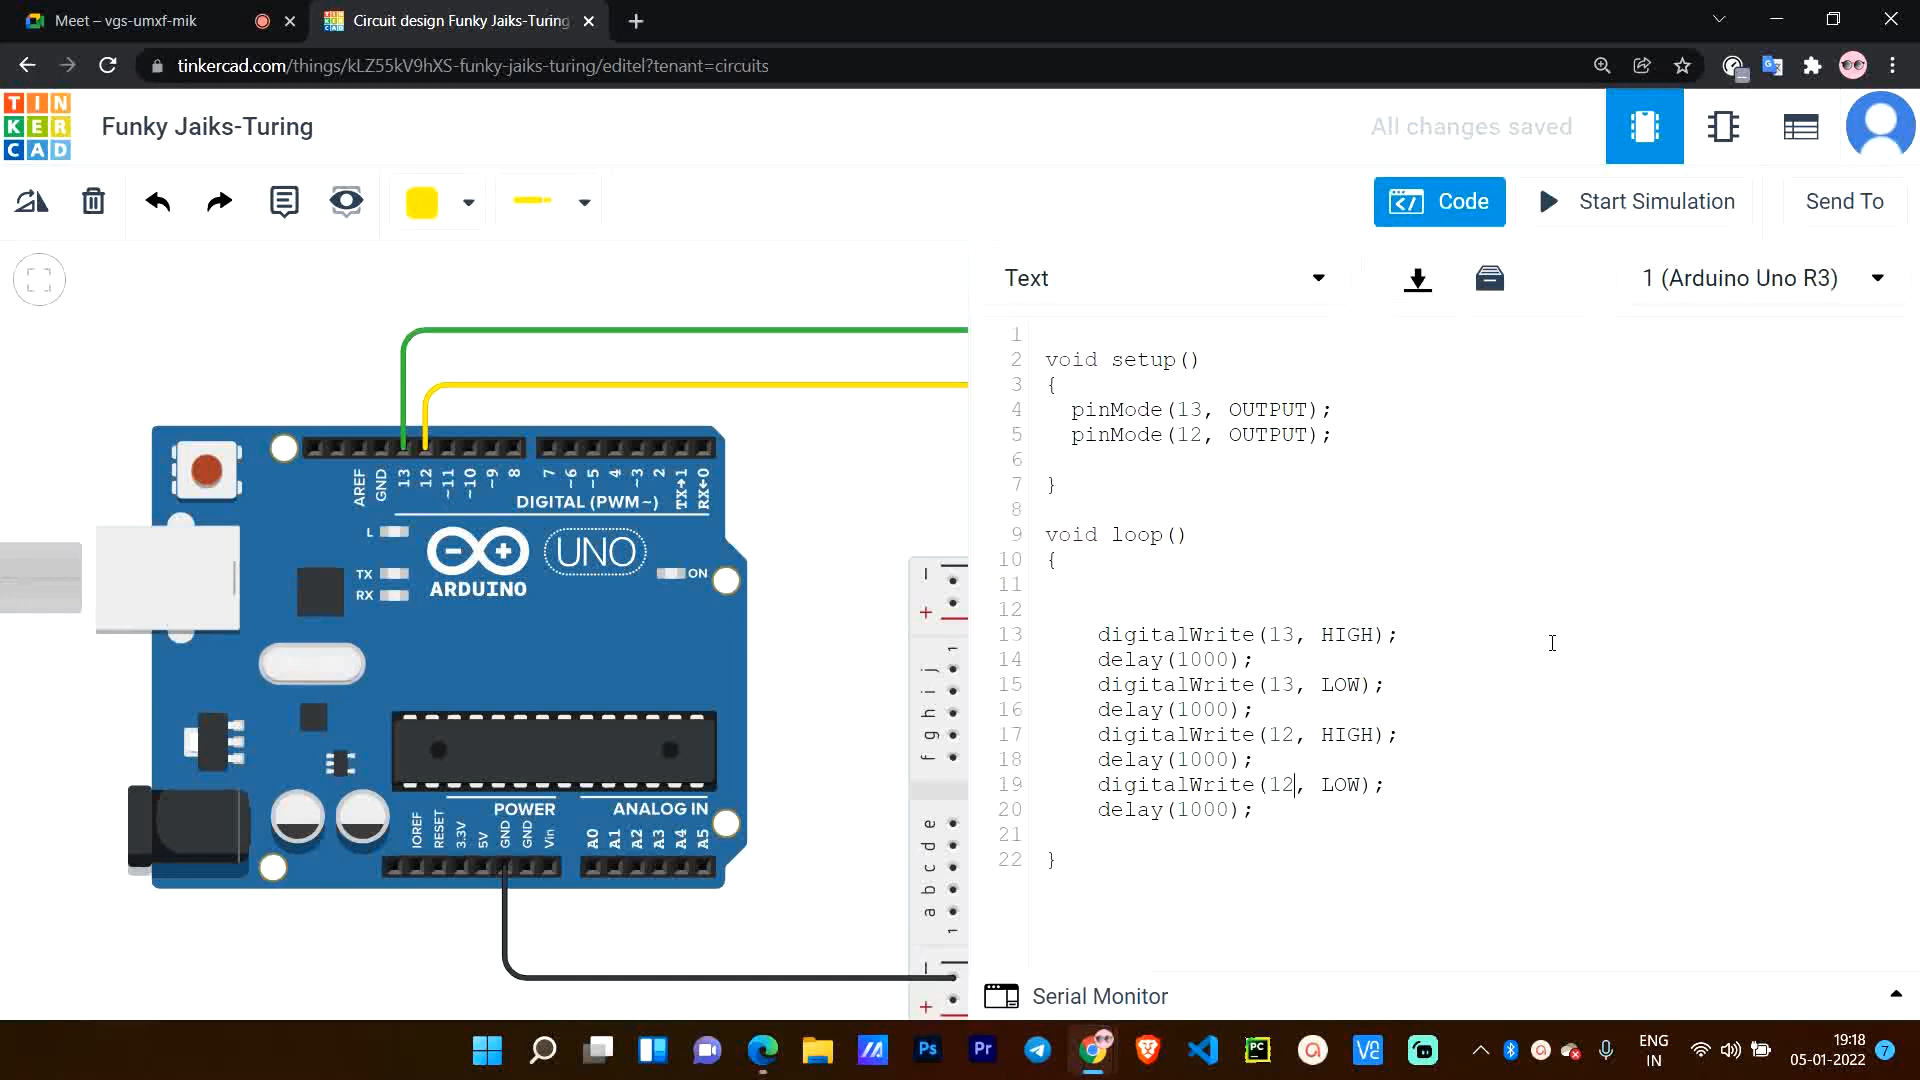 Meet – vgs-umxf-mik
Circuit design Funky Jaiks-Turing
tinkercad.com/things/kLZ55kV9hXS-funky-jaiks-turing/editel?tenant=circuits
TIN
KER
CAD
Funky Jaiks-Turing
All changes saved
Code
Start Simulation
Send To
Text
1 (Arduino Uno R3)
1
2 void setup()
3 {
4 pinMode(13, OUTPUT);
5 pinMode(12, OUTPUT);
6
7 }
8
9 void loop()
10 {
11
12
13 digitalWrite(13, HIGH);
14 delay(1000);
15 digitalWrite(13, LOW);
16 delay(1000);
17 digitalWrite(12, HIGH);
18 delay(1000);
19 digitalWrite(12, LOW);
20 delay(1000);
21
22 }
AREF GND 13 12 ~11 ~10 ~9 8 7 ~6 ~5 4 ~3 2 TX→1 RX←0
DIGITAL (PWM~)
L
TX
RX
ARDUINO
UNO
ON
POWER
ANALOG IN
IOREF RESET 3.3V 5V GND GND Vin A0 A1 A2 A3 A4 A5
− +
1
j
i
h
g
f
e
d
c
b
a
1
− +
Serial Monitor
Ps
Pr
PC
a
V2
a
ENG
IN
19:18
05-01-2022
7